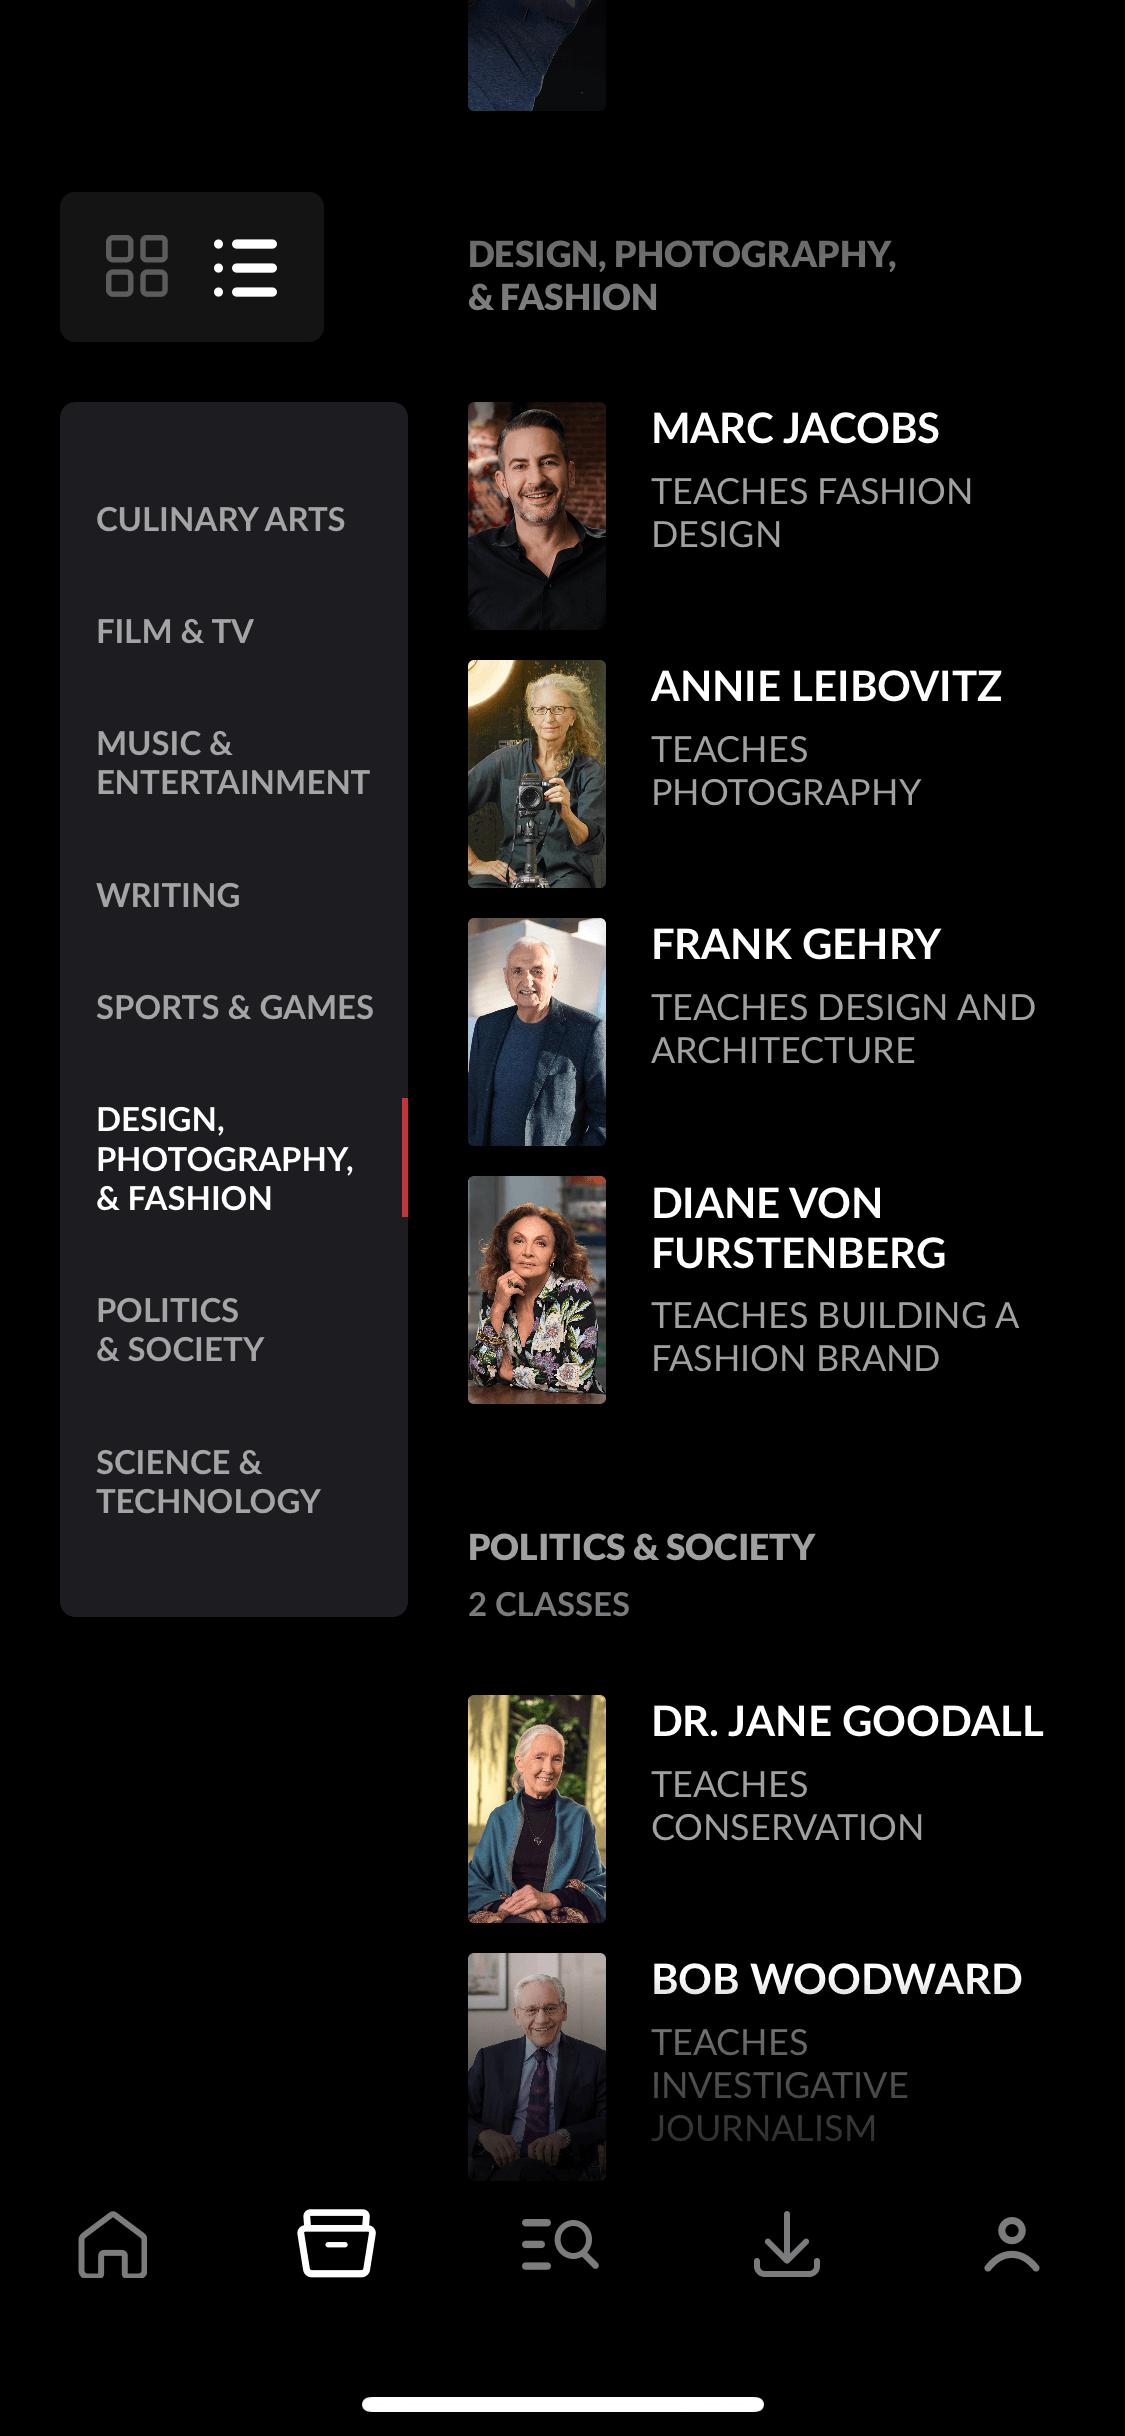 DESIGN, PHOTOGRAPHY,
& FASHION
CULINARY ARTS
FILM & TV
MUSIC &
ENTERTAINMENT
WRITING
SPORTS & GAMES
DESIGN,
PHOTOGRAPHY,
& FASHION
POLITICS
& SOCIETY
SCIENCE &
TECHNOLOGY
MARC JACOBS
TEACHES FASHION
DESIGN
ANNIE LEIBOVITZ
TEACHES
PHOTOGRAPHY
FRANK GEHRY
TEACHES DESIGN AND
ARCHITECTURE
DIANE VON
FURSTENBERG
TEACHES BUILDING A
FASHION BRAND
POLITICS & SOCIETY
2 CLASSES
DR. JANE GOODALL
TEACHES
CONSERVATION
BOB WOODWARD
TEACHES
INVESTIGATIVE
JOURNALISM